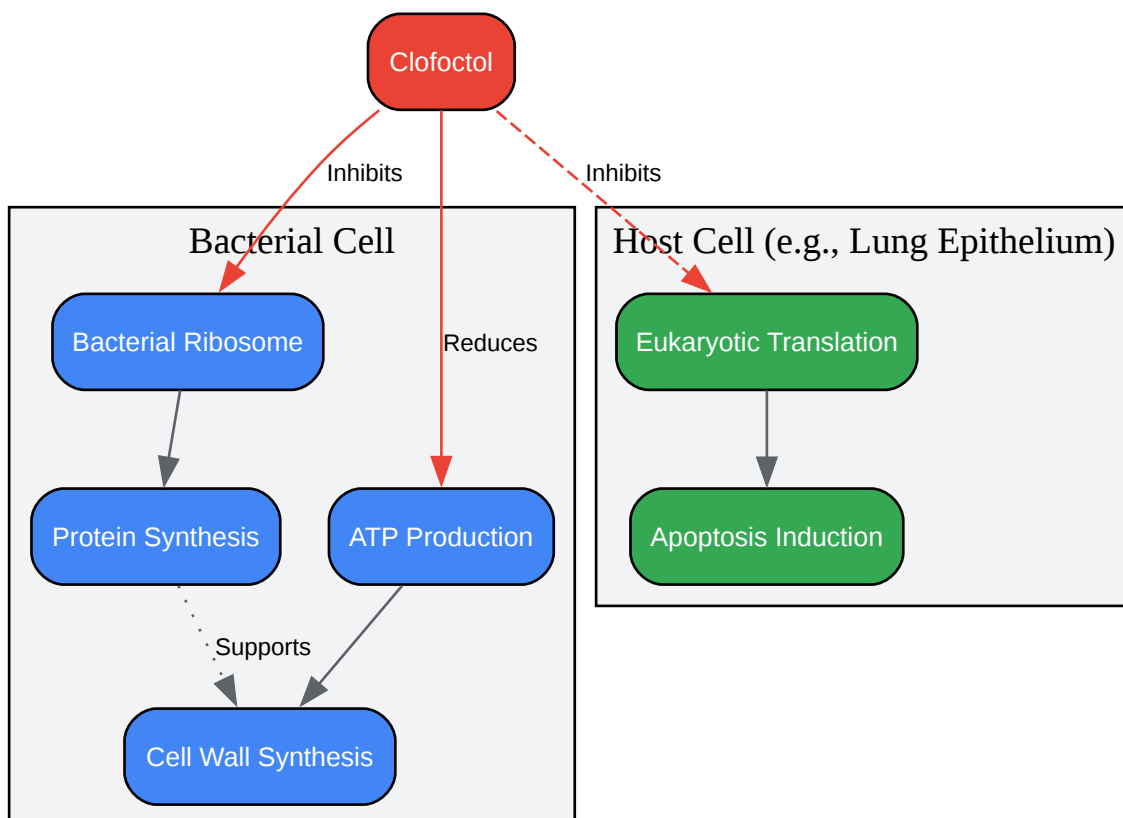 Clofoctol
Inhibits
Inhibits
Bacterial Cell
Host Cell (e.g., Lung Epithelium)
Bacterial Ribosome
Reduces
Eukaryotic Translation
Protein Synthesis
ATP Production
Apoptosis Induction
Supports
Cell Wall Synthesis